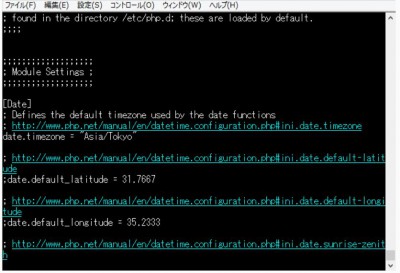 ファイル(F) 編集(E) 設定(S) コントロール(O) ウィンドウ(W) ヘルプ(H)
; found in the directory /etc/php.d; these are loaded by default.
;;;;
;;;;;;;;;;;;;;;;;;;
; Module Settings ;
;;;;;;;;;;;;;;;;;;;
[Date]
; Defines the default timezone used by the date functions
; http://www.php.net/manual/en/datetime.configuration.php#ini.date.timezone
date.timezone = "Asia/Tokyo"
; http://www.php.net/manual/en/datetime.configuration.php#ini.date.default-latit
ude
;date.default_latitude = 31.7667
; http://www.php.net/manual/en/datetime.configuration.php#ini.date.default-longi
tude
;date.default_longitude = 35.2333
; http://www.php.net/manual/en/datetime.configuration.php#ini.date.sunrise-zenit
h